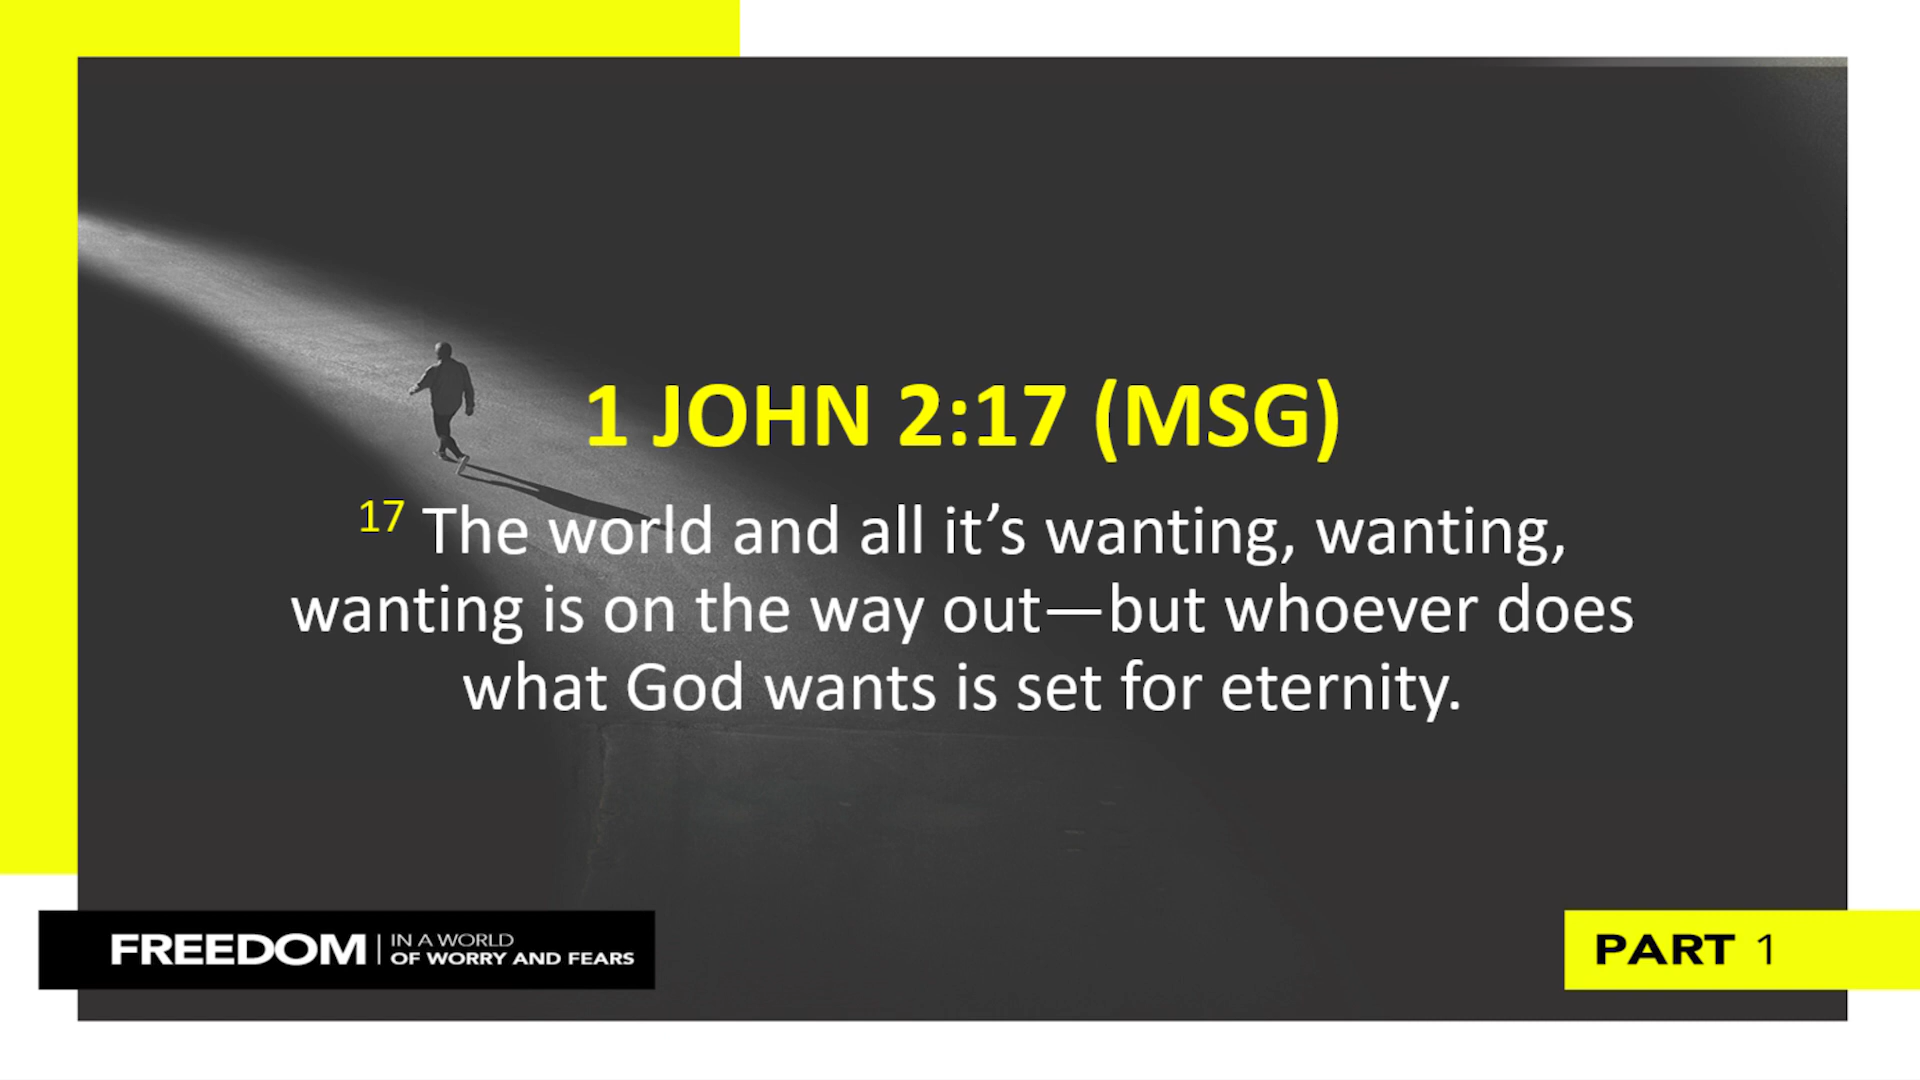 1 JOHN 2:17 (MSG)
17 The world and all it’s wanting, wanting,
wanting is on the way out—but whoever does
what God wants is set for eternity.
FREEDOM
IN A WORLD
OF WORRY AND FEARS
PART 1